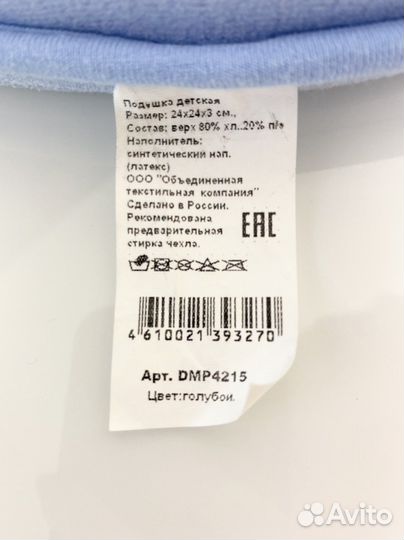 Подушка детская
Размер: 24х24х3 см.,
Состав: верх 80% хл..20% п/э
Наполнитель:
синтетический нап.
(латекс)
ООО "Объединенная
текстильная компания"
Сделано в России.
Рекомендована
предварительная
стирка чехла.
EAC
4 610021 393270
Арт. DMP4215
Цвет:голубой.
Avito